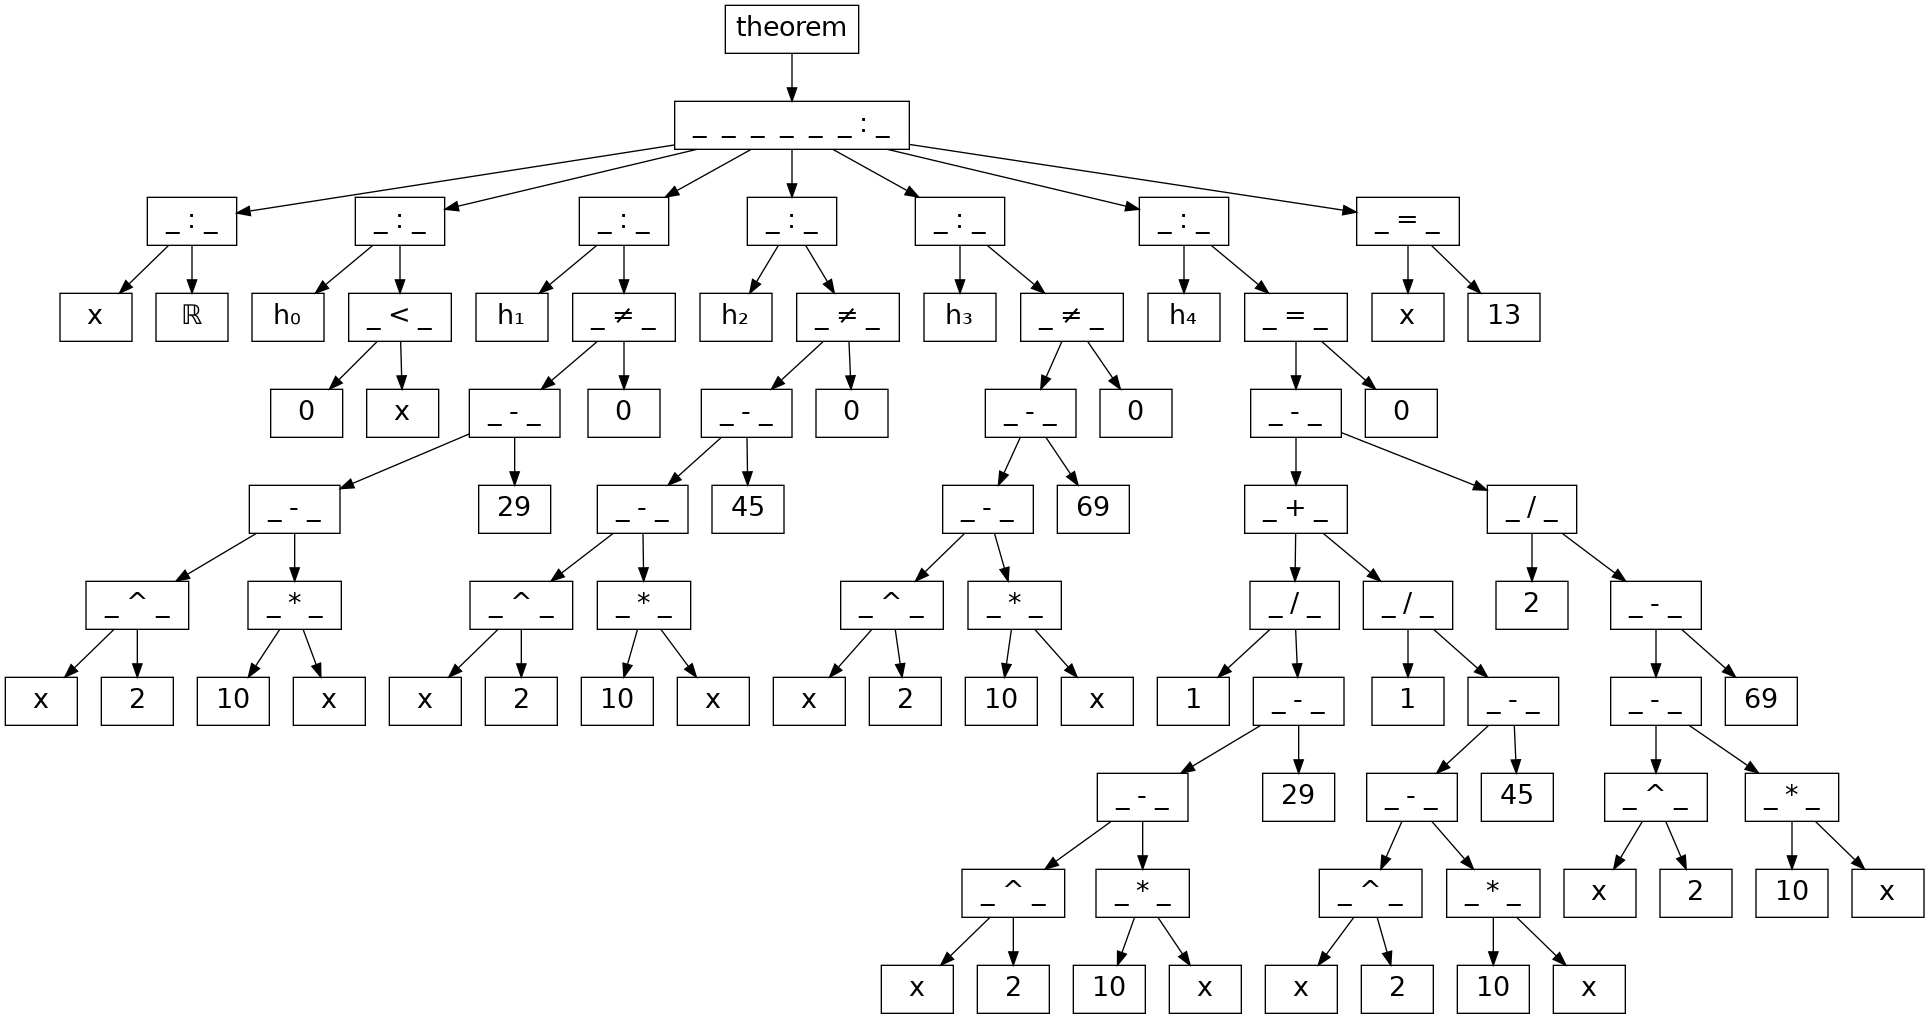 theorem
_ _ _ _ _ _ : _
_ : _ _ : _ _ : _ _ : _ _ : _ _ : _ _ = _
x ℝ h₀ _ < _ h₁ _ ≠ _ h₂ _ ≠ _ h₃ _ ≠ _ h₄ _ = _ x 13
0 x _ - _ 0 _ - _ 0 _ - _ 0 _ - _ 0
_ - _ 29 _ - _ 45 _ - _ 69 _ + _ _ / _
_ ^ _ _ * _ _ ^ _ _ * _ _ ^ _ _ * _ _ / _ _ / _ 2 _ - _
x 2 10 x x 2 10 x x 2 10 x 1 _ - _ 1 _ - _ _ - _ 69
_ - _ 29 _ - _ 45 _ ^ _ _ * _
_ ^ _ _ * _ _ ^ _ _ * _ x 2 10 x
x 2 10 x x 2 10 x